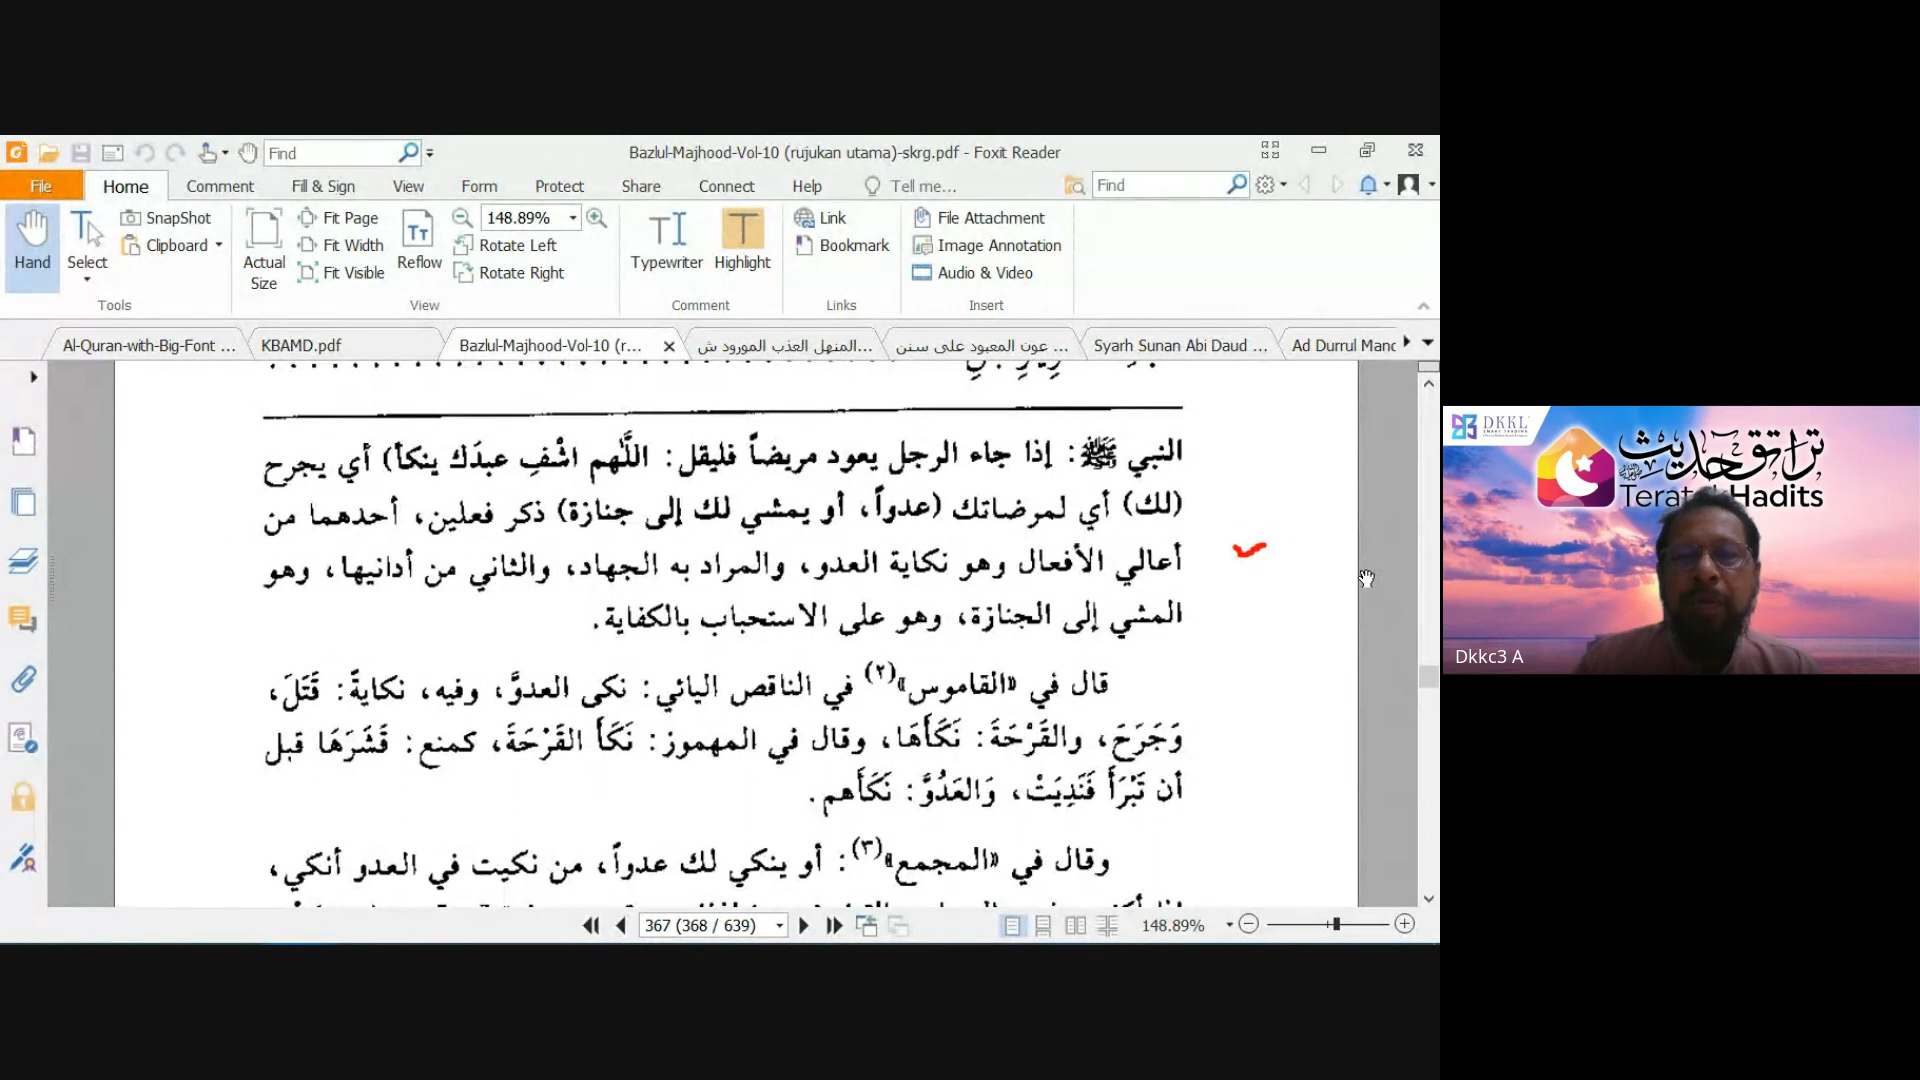 Find
Bazlul-Majhood-Vol-10 (rujukan utama)-skrg.pdf - Foxit Reader
File Home Comment Fill & Sign View Form Protect Share Connect Help Tell me... Find
Hand
Select
SnapShot
Clipboard
Tools
Actual Size
Fit Page
Fit Width
Fit Visible
Reflow
148.89%
Rotate Left
Rotate Right
View
Typewriter
Highlight
Comment
Link
Bookmark
Links
File Attachment
Image Annotation
Audio & Video
Insert
Al-Quran-with-Big-Font ...
KBAMD.pdf
Bazlul-Majhood-Vol-10 (r...
المنهل العذب المورود ش...
عون المعبود على سنن ...
Syarh Sunan Abi Daud ...
Ad Durrul Manc
النبي ﷺ: إذا جاء الرجل يعود مريضاً فليقل: اللَّهم اشْفِ عبدَك ينكأ) أي يجرح
(لك) أي لمرضاتك (عدواً، أو يمشي لك إلى جنازة) ذكر فعلين، أحدهما من
أعالي الأفعال وهو نكاية العدو، والمراد به الجهاد، والثاني من أدانيها، وهو
المشي إلى الجنازة، وهو على الاستحباب بالكفاية.
قال في «القاموس»(٢) في الناقص اليائي: نكى العدوَّ، وفيه، نكايةً: قَتَلَ،
وَجَرَحَ، والقَرْحَةَ: نَكَأَهَا، وقال في المهموز: نَكَأَ القَرْحَةَ، كمنع: قَشَرَهَا قبل
أن تَبْرَأَ فَنَدِيَتْ، وَالعَدُوَّ: نَكَأَهم.
وقال في «المجمع»(٣): أو ينكي لك عدواً، من نكيت في العدو أنكي،
367 (368 / 639)
148.89%
DKKL
تراتق حديث
Hadits
Dkkc3 A